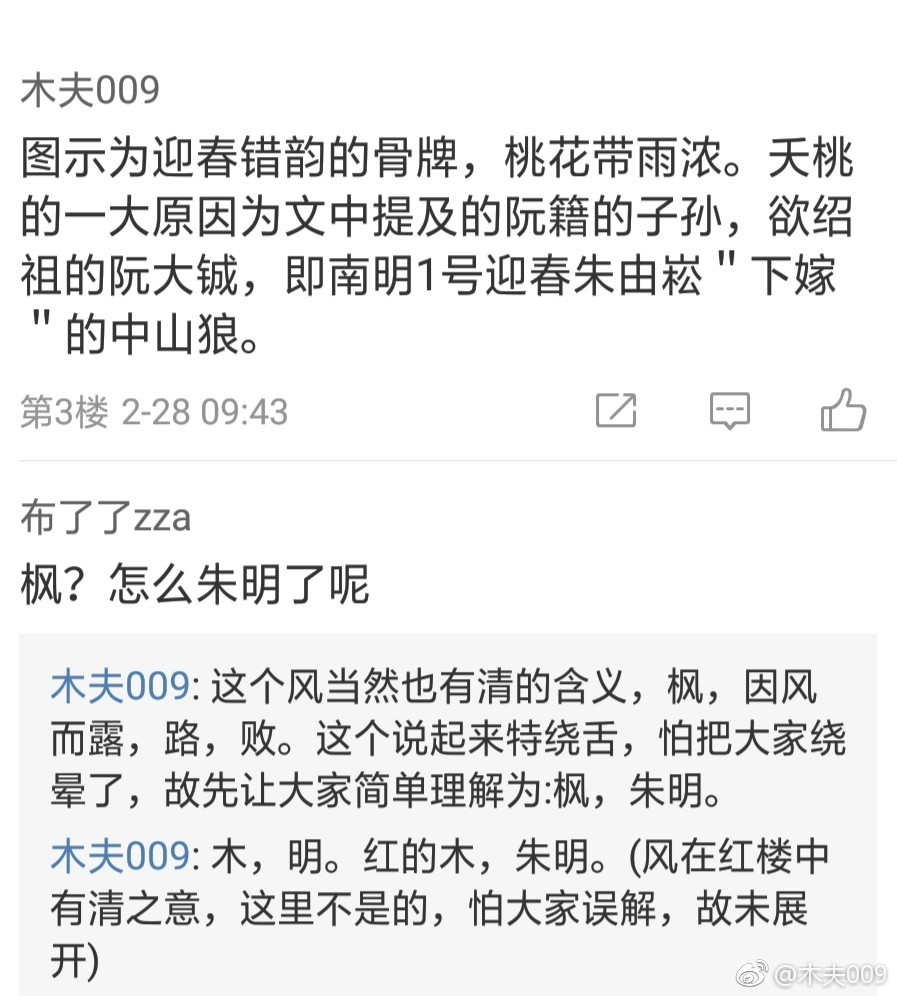 木夫009
图示为迎春错韵的骨牌，桃花带雨浓。夭桃
的一大原因为文中提及的阮籍的子孙，欲绍
祖的阮大铖，即南明1号迎春朱由崧＂下嫁
＂的中山狼。
第3楼 2-28 09:43
布了了zza
枫？怎么朱明了呢
木夫009: 这个风当然也有清的含义，枫，因风
而露，路，败。这个说起来特绕舌，怕把大家绕
晕了，故先让大家简单理解为:枫，朱明。
木夫009: 木，明。红的木，朱明。(风在红楼中
有清之意，这里不是的，怕大家误解，故未展
开)
@木夫009